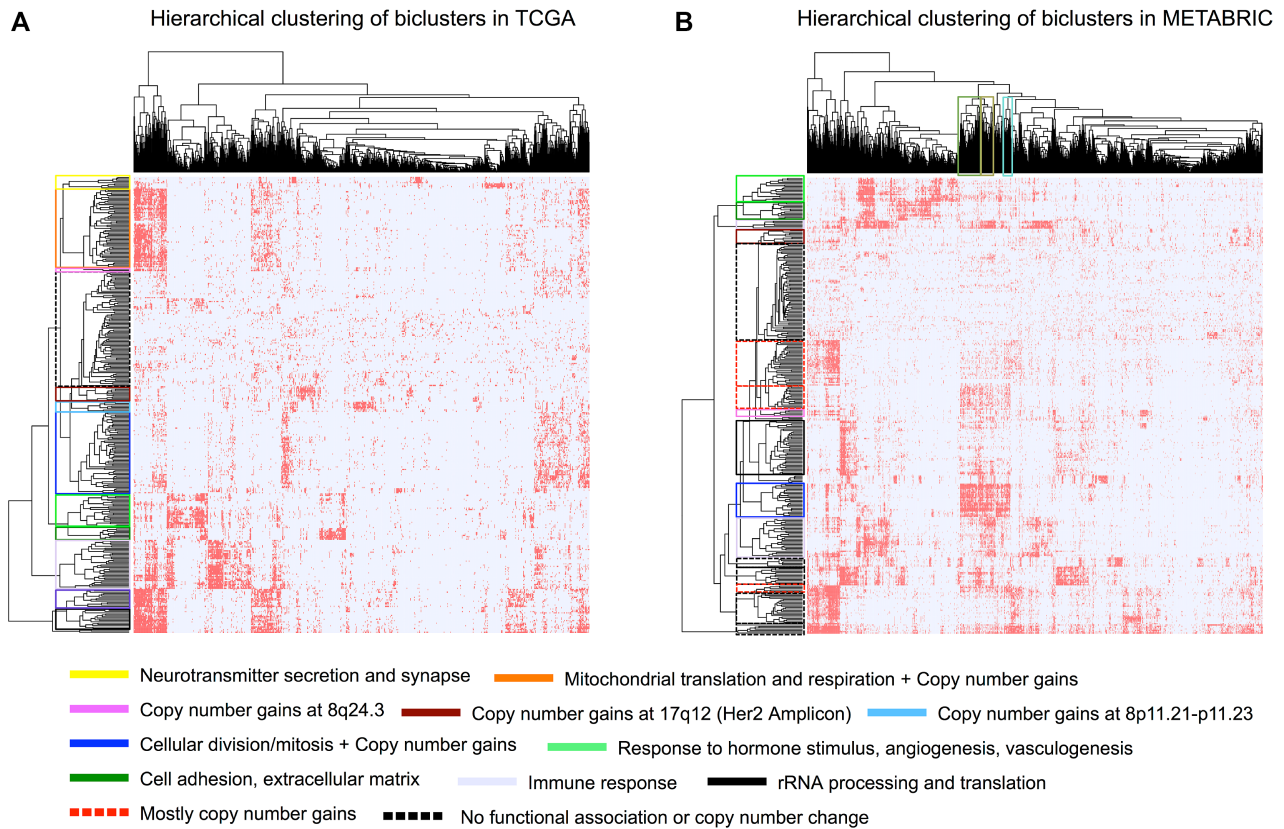 A
Hierarchical clustering of biclusters in TCGA
B
Hierarchical clustering of biclusters in METABRIC
Neurotransmitter secretion and synapse
Mitochondrial translation and respiration + Copy number gains
Copy number gains at 8q24.3
Copy number gains at 17q12 (Her2 Amplicon)
Copy number gains at 8p11.21-p11.23
Cellular division/mitosis + Copy number gains
Response to hormone stimulus, angiogenesis, vasculogenesis
Cell adhesion, extracellular matrix
Immune response
rRNA processing and translation
Mostly copy number gains
No functional association or copy number change